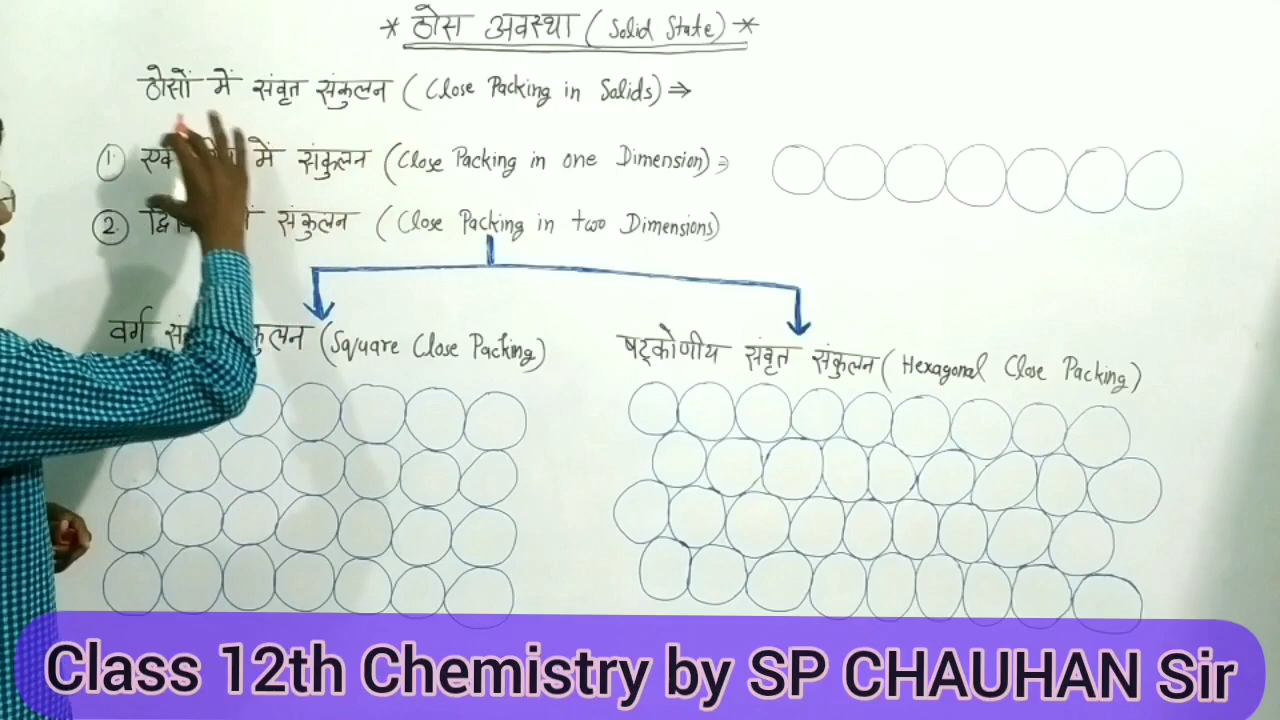 * ठोस अवस्था ( Solid State) *
ठोसों में संवृत संकुलन ( Close Packing in Solids) ⇒
1. में संकुलन (Close Packing in one Dimension) ⇒
2. संकुलन ( Close Packing in two Dimensions)
वर्ग (Square Close Packing)
षट्कोणीय संवृत संकुलन ( Hexagonal Close Packing)
Class 12th Chemistry by SP CHAUHAN Sir